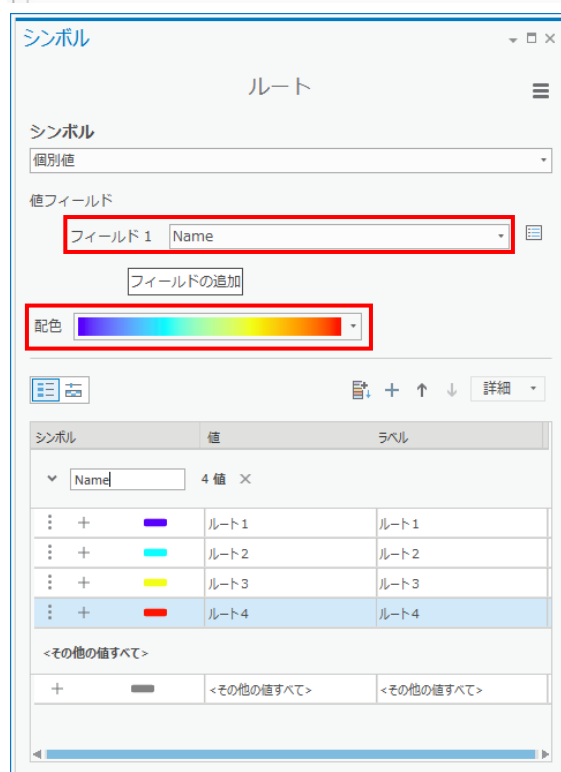 シンボル
ルート
シンボル
個別値
値フィールド
フィールド 1 Name
フィールドの追加
配色
詳細
シンボル 値 ラベル
Name 4 値
ルート1 ルート1
ルート2 ルート2
ルート3 ルート3
ルート4 ルート4
<その他の値すべて>
<その他の値すべて> <その他の値すべて>